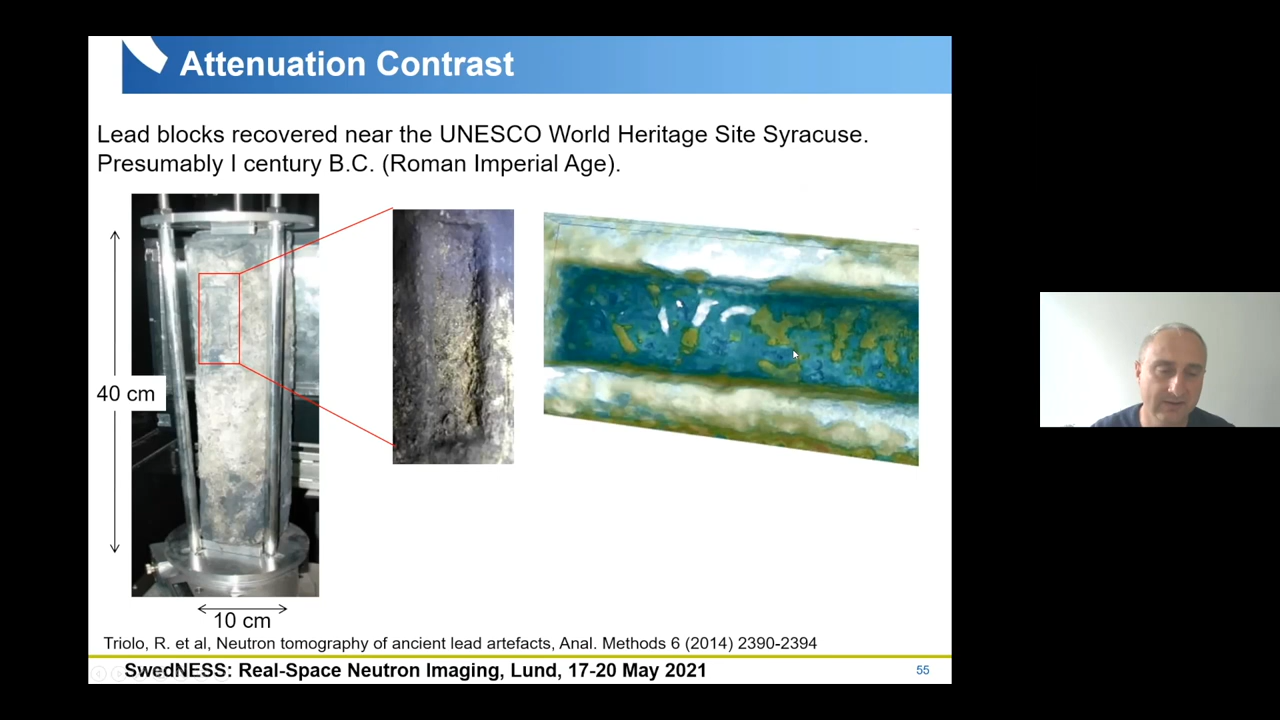 Attenuation Contrast
Lead blocks recovered near the UNESCO World Heritage Site Syracuse.
Presumably I century B.C. (Roman Imperial Age).
40 cm
10 cm
Triolo, R. et al, Neutron tomography of ancient lead artefacts, Anal. Methods 6 (2014) 2390-2394
SwedNESS: Real-Space Neutron Imaging, Lund, 17-20 May 2021
55